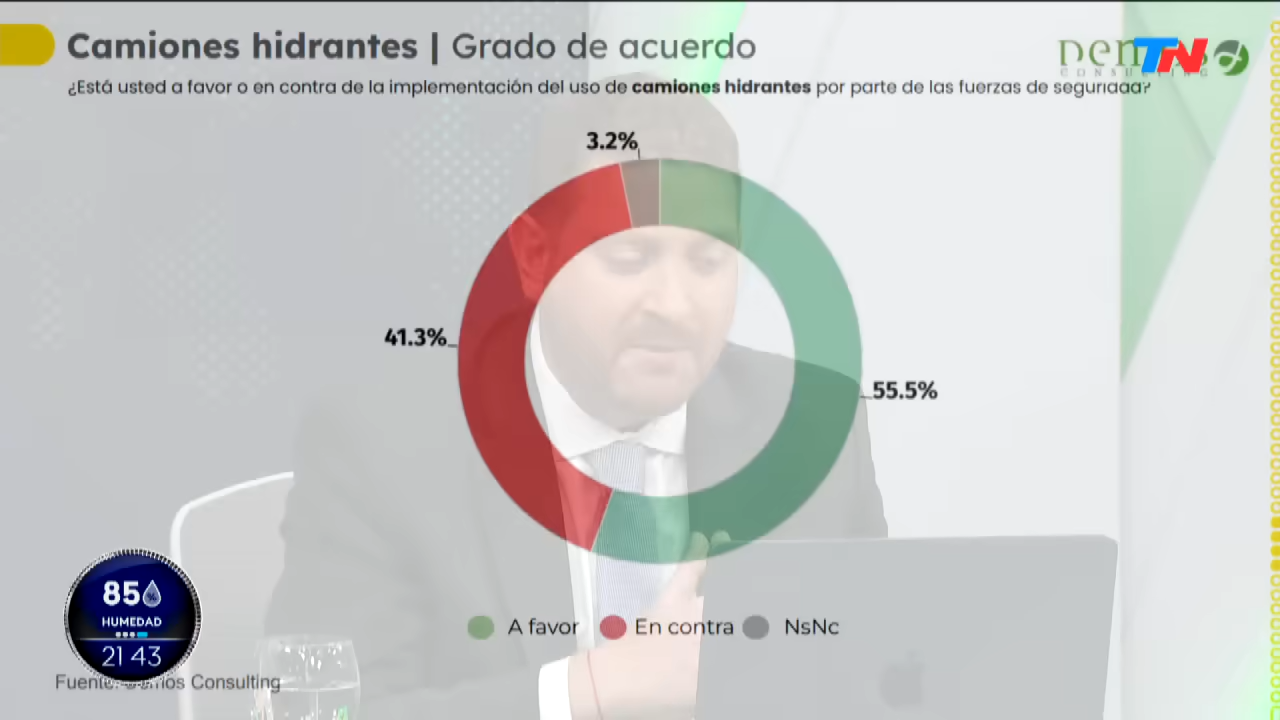 Camiones hidrantes | Grado de acuerdo
TN
CONSULTING
¿Está usted a favor o en contra de la implementación del uso de camiones hidrantes por parte de las fuerzas de seguridad?
3.2%
41.3%
55.5%
85
%
HUMEDAD
21 43
A favor
En contra
NsNc
Consulting